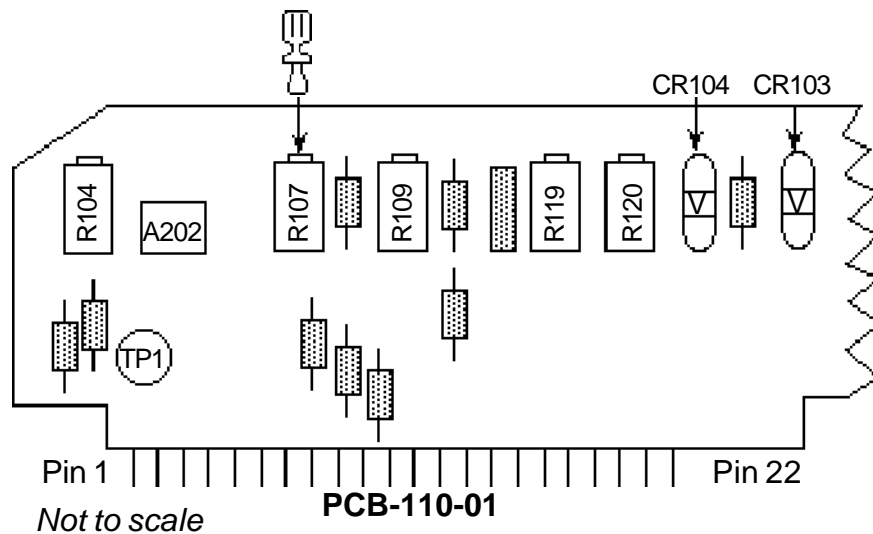 CR104
CR103
R104
A202
R107
R109
R119
R120
V
V
TP1
Pin 1
Pin 22
PCB-110-01
Not to scale